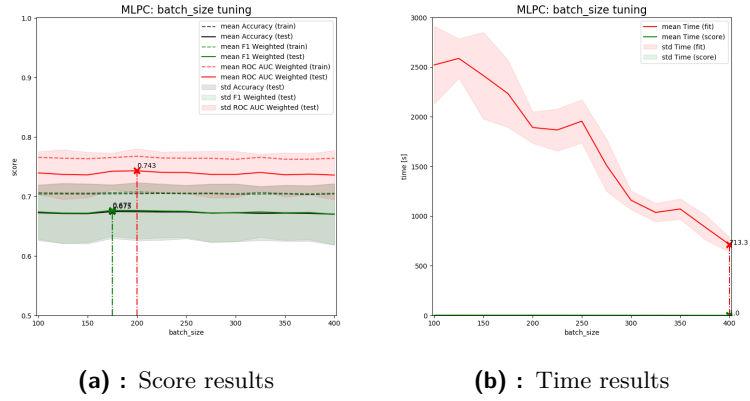 MLPC: batch_size tuning
1.0
0.9
0.8
0.7
0.6
0.5
score
mean Accuracy (train)
mean Accuracy (test)
mean F1 Weighted (train)
mean F1 Weighted (test)
mean ROC AUC Weighted (train)
mean ROC AUC Weighted (test)
std Accuracy (test)
std F1 Weighted (test)
std ROC AUC Weighted (test)
0.743
100 150 200 250 300 350 400
batch_size
MLPC: batch_size tuning
3000
2500
2000
1500
1000
500
0
time [s]
mean Time (fit)
mean Time (score)
std Time (fit)
std Time (score)
713.3
1.0
100 150 200 250 300 350 400
batch_size
(a) : Score results
(b) : Time results